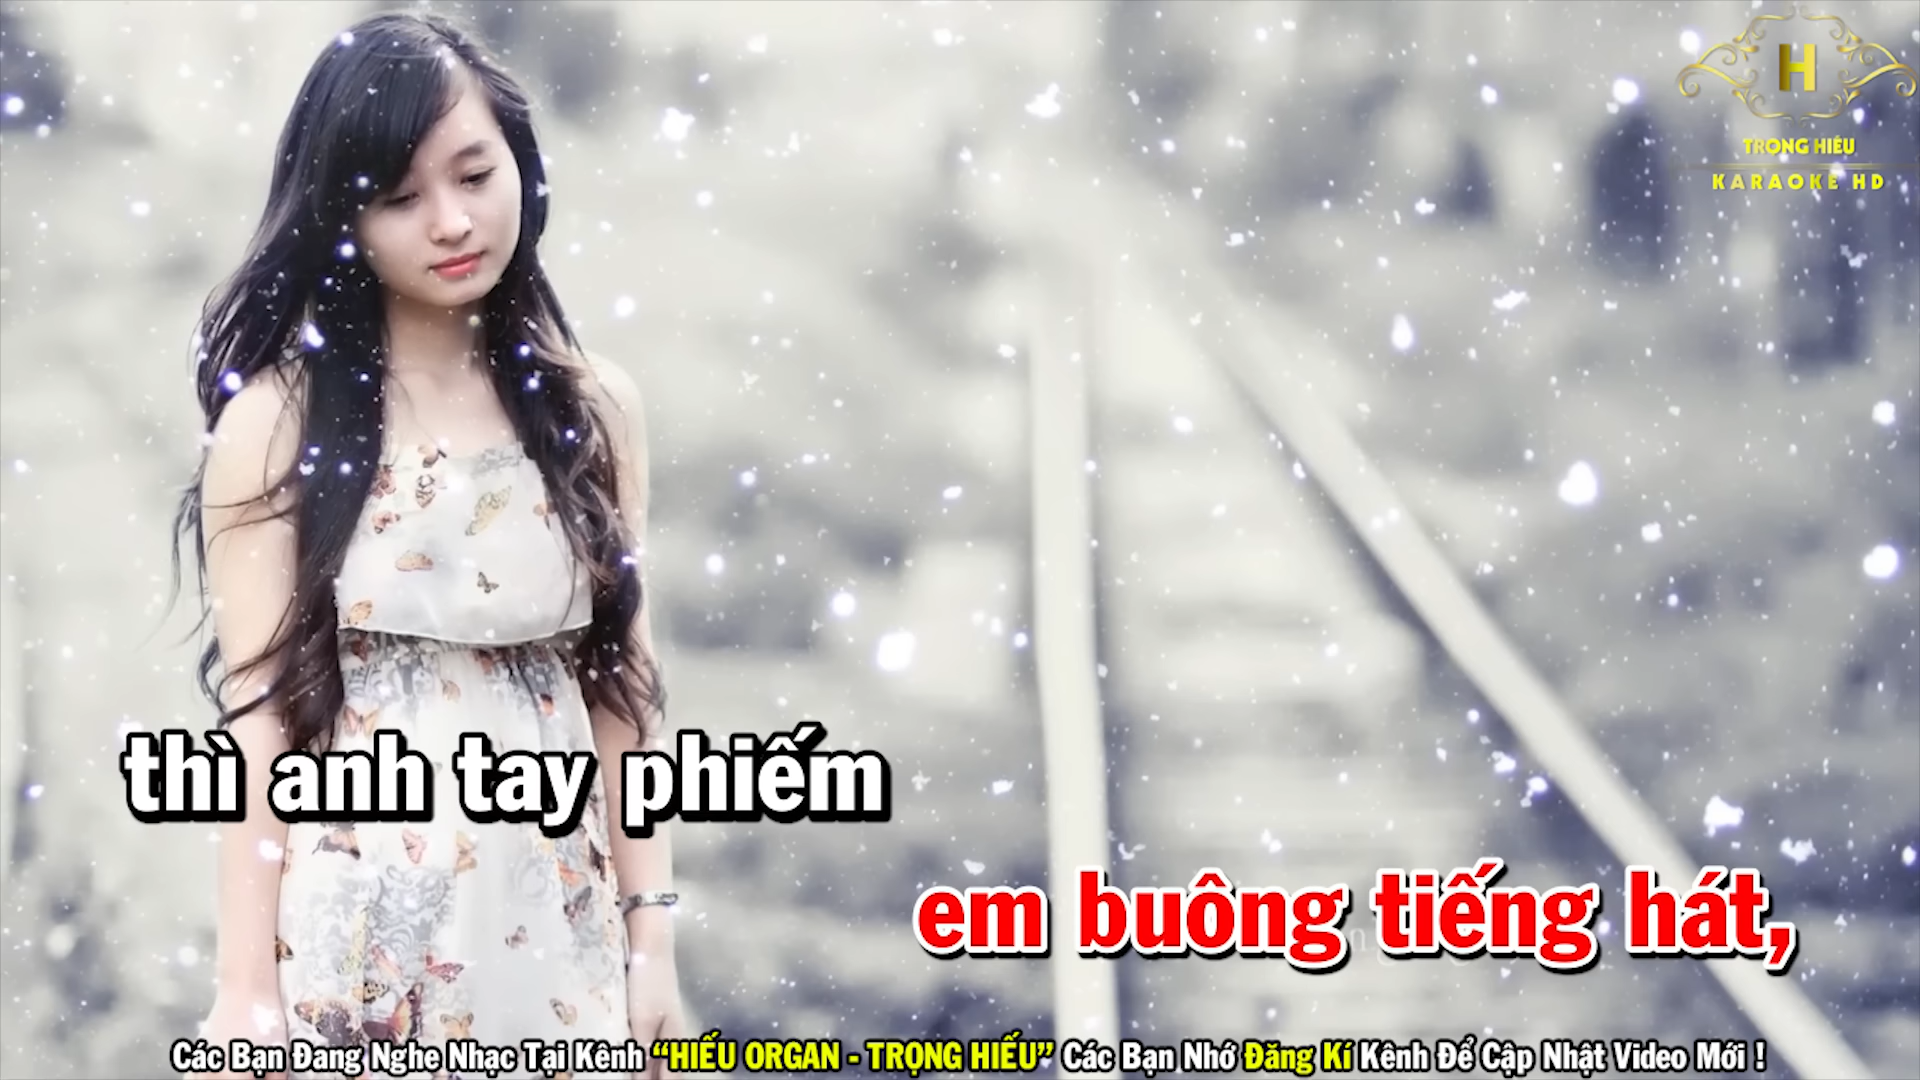 H
TRỌNG HIẾU
KARAOKE HD
thì anh tay phiếm
em buông tiếng hát,
Các Bạn Đang Nghe Nhạc Tại Kênh “HIẾU ORGAN - TRỌNG HIẾU” Các Bạn Nhớ Đăng Kí Kênh Để Cập Nhật Video Mới !